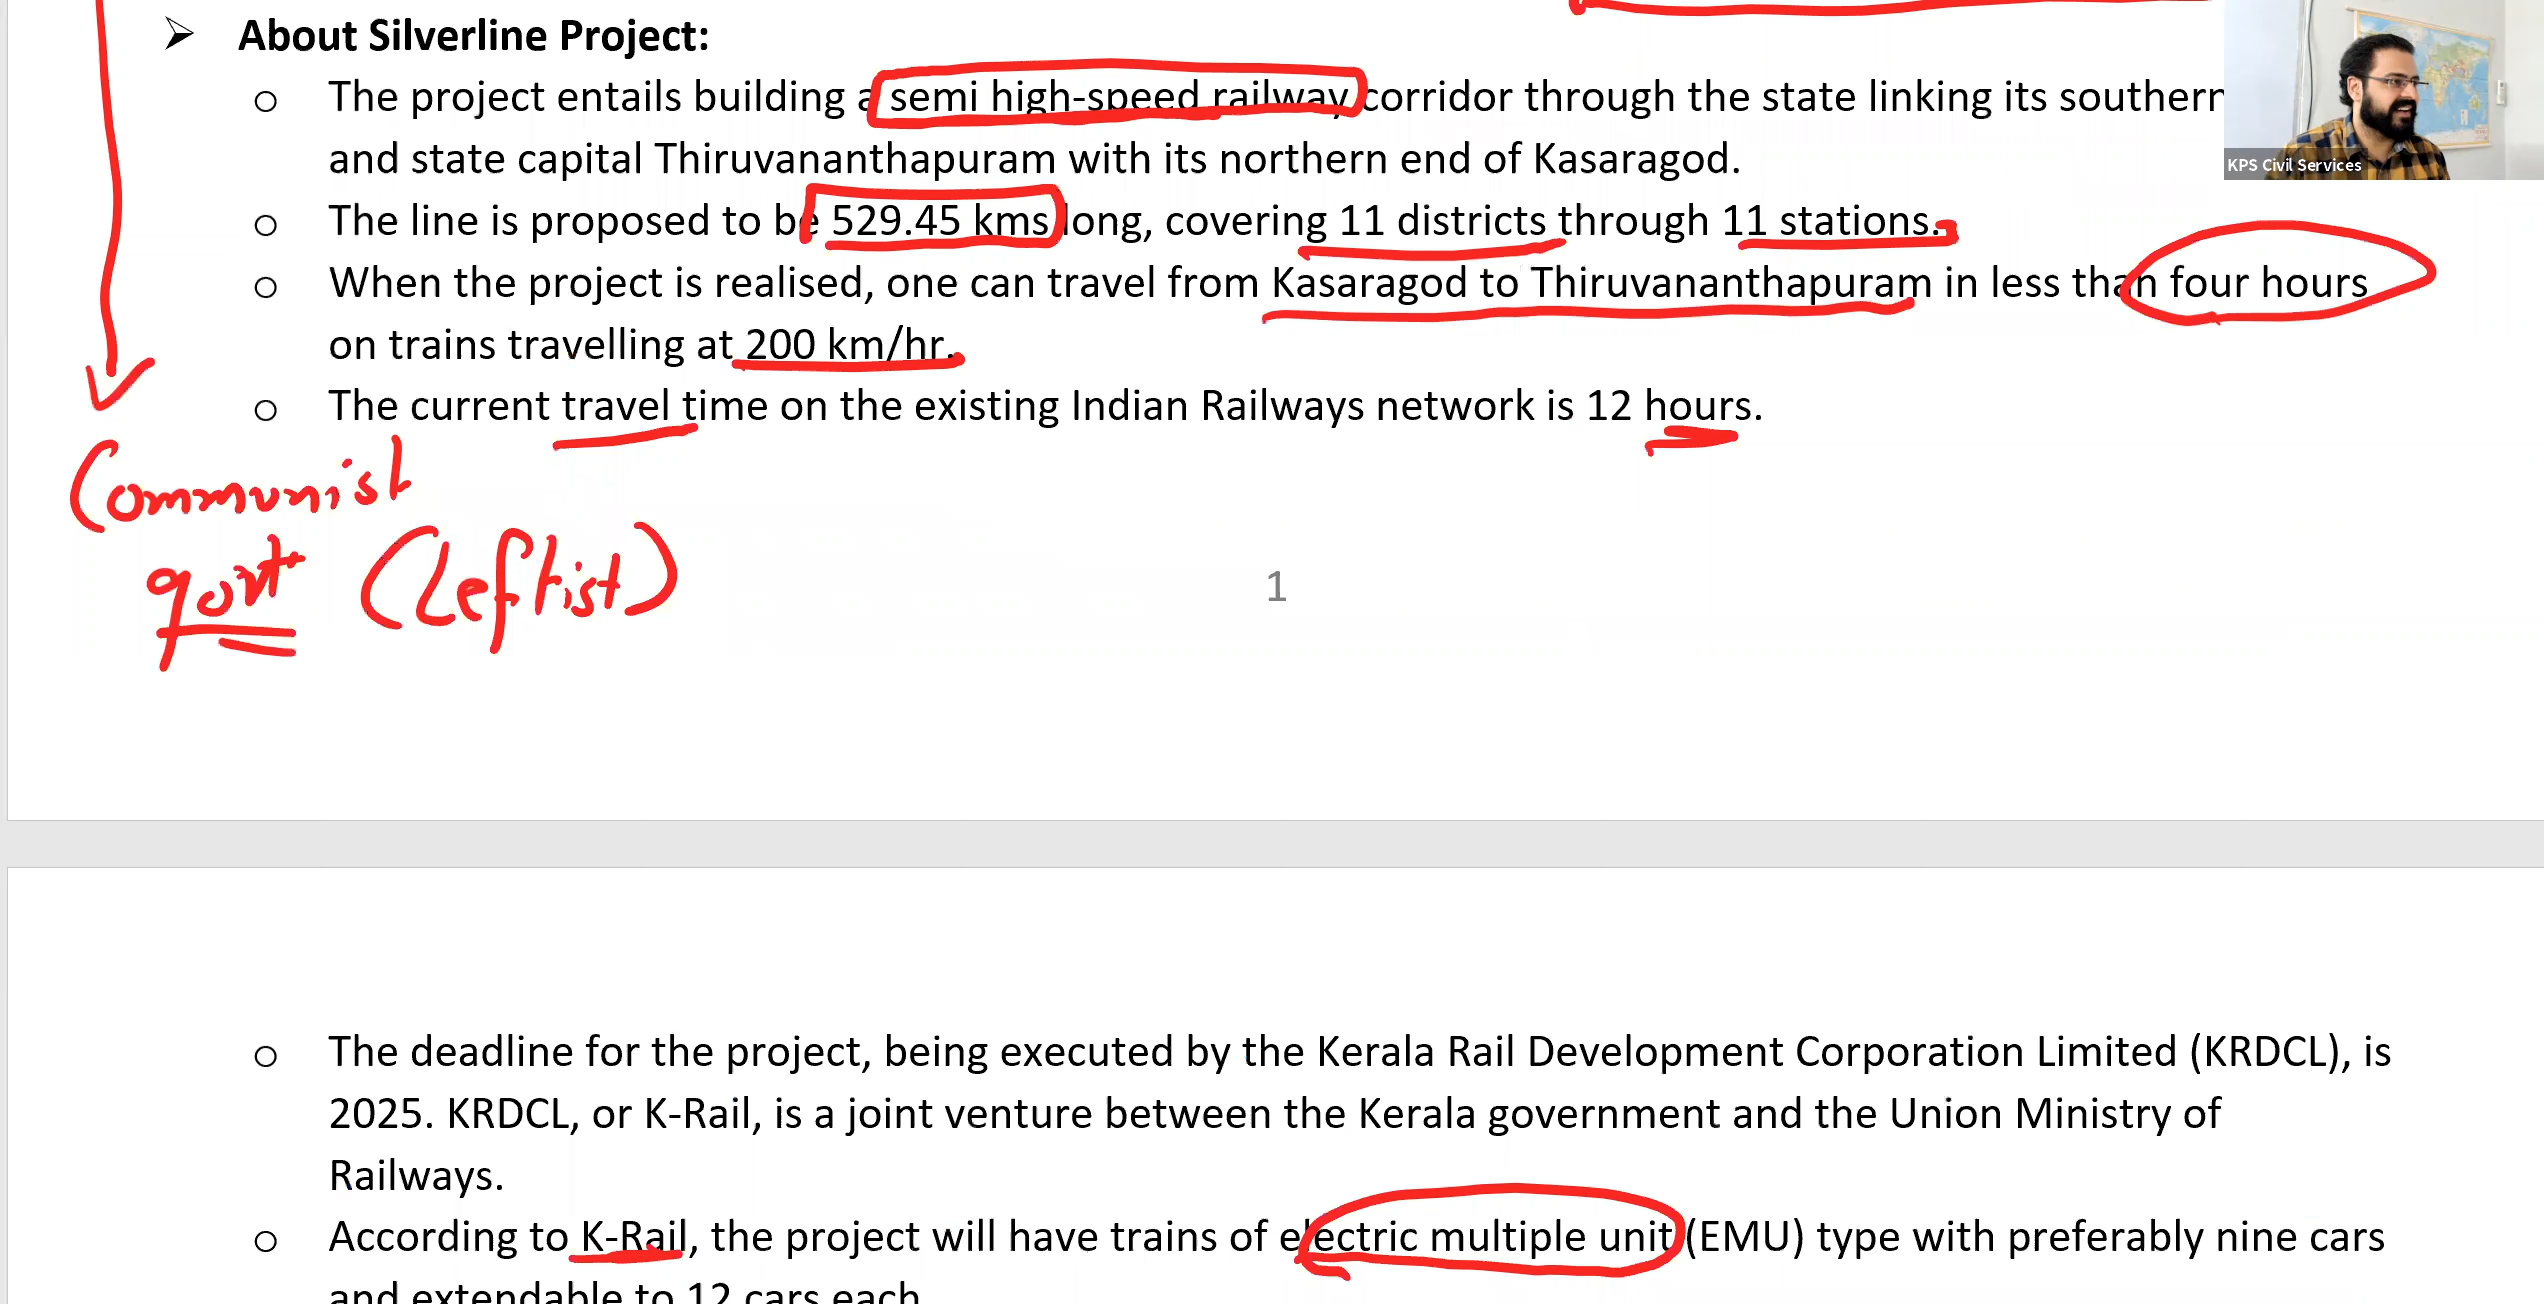 ➤ About Silverline Project:
o The project entails building a semi high-speed railway corridor through the state linking its southern
and state capital Thiruvananthapuram with its northern end of Kasaragod.
KPS Civil Services
o The line is proposed to be 529.45 kms long, covering 11 districts through 11 stations.
o When the project is realised, one can travel from Kasaragod to Thiruvananthapuram in less than four hours
on trains travelling at 200 km/hr.
o The current travel time on the existing Indian Railways network is 12 hours.
Communist
govt (Leftist)
1
o The deadline for the project, being executed by the Kerala Rail Development Corporation Limited (KRDCL), is
2025. KRDCL, or K-Rail, is a joint venture between the Kerala government and the Union Ministry of
Railways.
o According to K-Rail, the project will have trains of electric multiple unit (EMU) type with preferably nine cars
and extendable to 12 cars each